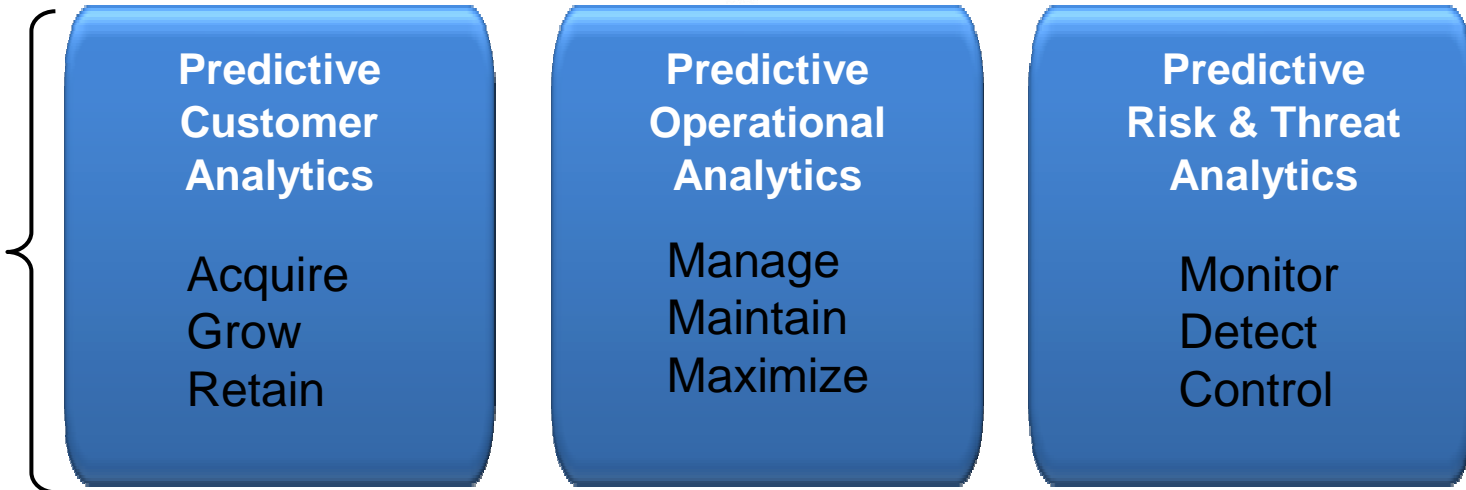 Predictive
Customer
Analytics
Acquire
Grow
Retain
Predictive
Operational
Analytics
Manage
Maintain
Maximize
Predictive
Risk & Threat
Analytics
Monitor
Detect
Control